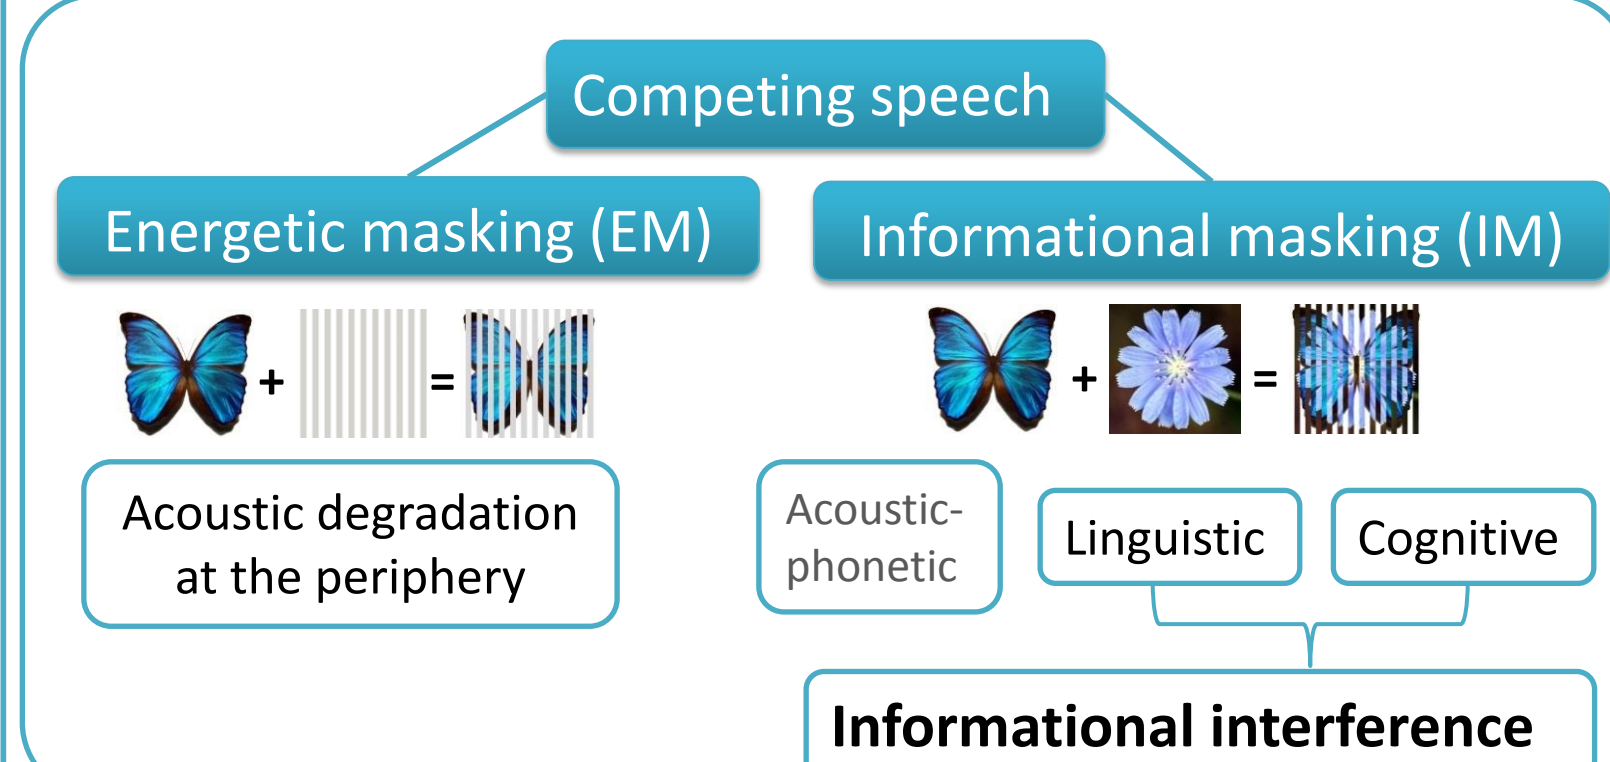 Competing speech
Energetic masking (EM)
Informational masking (IM)
+
=
+
=
Acoustic degradation
at the periphery
Acoustic-
phonetic
Linguistic
Cognitive
Informational interference